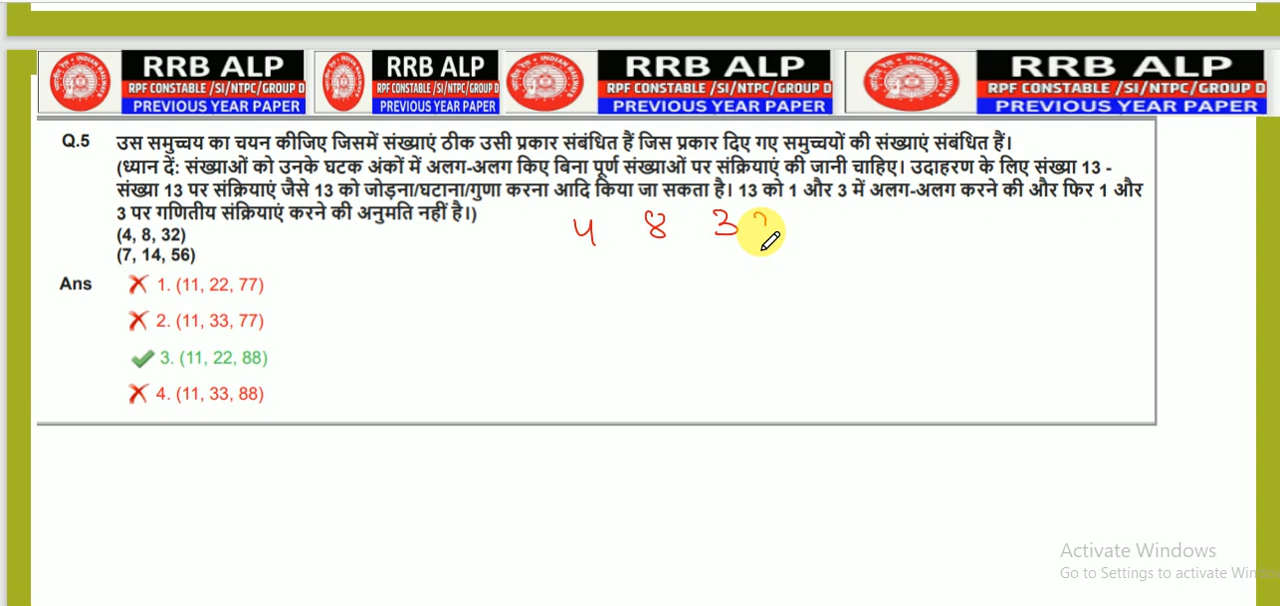 RRB ALP
RPF CONSTABLE /SI/NTPC/GROUP D
PREVIOUS YEAR PAPER
RRB ALP
RPF CONSTABLE /SI/NTPC/GROUP D
PREVIOUS YEAR PAPER
RRB ALP
RPF CONSTABLE /SI/NTPC/GROUP D
PREVIOUS YEAR PAPER
RRB ALP
RPF CONSTABLE /SI/NTPC/GROUP D
PREVIOUS YEAR PAPER
Q.5 उस समुच्चय का चयन कीजिए जिसमें संख्याएं ठीक उसी प्रकार संबंधित हैं जिस प्रकार दिए गए समुच्चयों की संख्याएं संबंधित हैं।
(ध्यान दें: संख्याओं को उनके घटक अंकों में अलग-अलग किए बिना पूर्ण संख्याओं पर संक्रियाएं की जानी चाहिए। उदाहरण के लिए संख्या 13 -
संख्या 13 पर संक्रियाएं जैसे 13 को जोड़ना/घटाना/गुणा करना आदि किया जा सकता है। 13 को 1 और 3 में अलग-अलग करने की और फिर 1 और
3 पर गणितीय संक्रियाएं करने की अनुमति नहीं है।)
4 8 3
(4, 8, 32)
(7, 14, 56)
Ans 1. (11, 22, 77)
2. (11, 33, 77)
3. (11, 22, 88)
4. (11, 33, 88)
Activate Windows
Go to Settings to activate Win